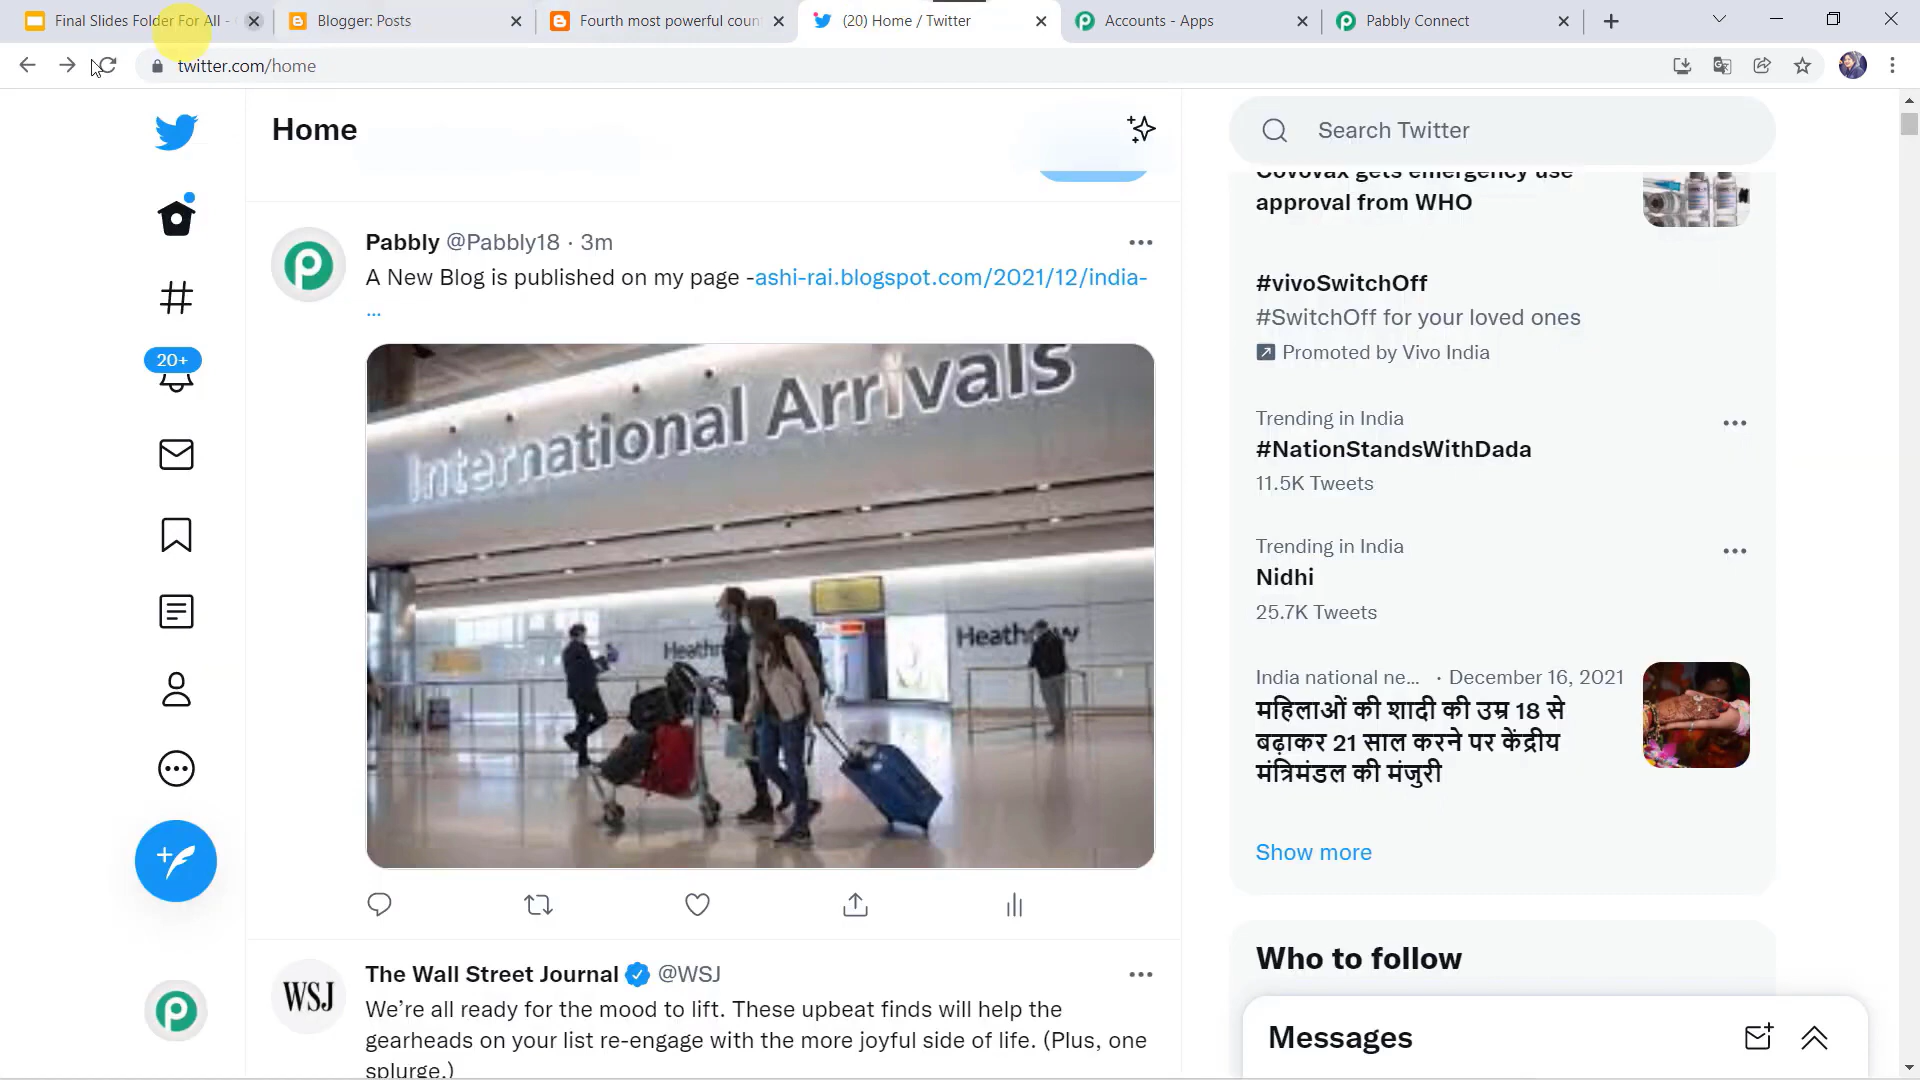 Final Slides Folder For All -
Blogger: Posts
Fourth most powerful coun
(20) Home / Twitter
Accounts - Apps
Pabbly Connect
twitter.com/home
Home
Search Twitter
20+
Pabbly @Pabbly18 · 3m
A New Blog is published on my page -ashi-rai.blogspot.com/2021/12/india-
...
International Arrivals
Heathrow
The Wall Street Journal @WSJ
WSJ
We’re all ready for the mood to lift. These upbeat finds will help the
gearheads on your list re-engage with the more joyful side of life. (Plus, one
splurge.)
Covovax gets emergency use
approval from WHO
#vivoSwitchOff
#SwitchOff for your loved ones
Promoted by Vivo India
Trending in India
#NationStandsWithDada
11.5K Tweets
Trending in India
Nidhi
25.7K Tweets
India national ne... · December 16, 2021
महिलाओं की शादी की उम्र 18 से
बढ़ाकर 21 साल करने पर केंद्रीय
मंत्रिमंडल की मंजूरी
Show more
Who to follow
Messages